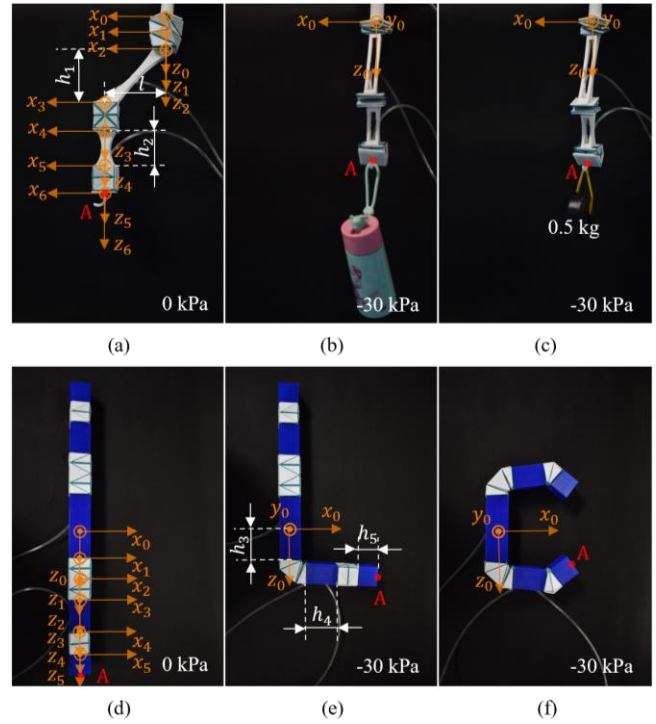 x₀
x₁
x₂
h₁
z₀
l
z₁
z₂
x₃
x₄
z₃
h₂
x₅
z₄
x₆
A
z₅
z₆
0 kPa
x₀ y₀
z₀
A
-30 kPa
x₀ y₀
z₀
A
0.5 kg
-30 kPa
(a) (b) (c)
x₀
x₁
z₀
x₂
z₁
x₃
z₂
z₃
x₄
z₄
x₅
z₅
A
0 kPa
y₀ x₀
h₃
h₅
z₀
A
h₄
-30 kPa
y₀ x₀
A
z₀
-30 kPa
(d) (e) (f)